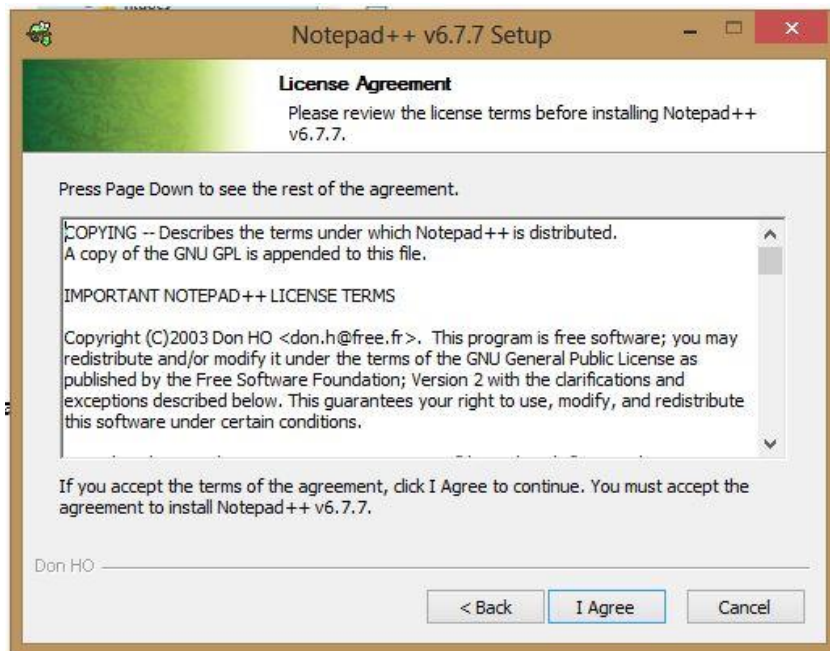 Notepad++ v6.7.7 Setup
License Agreement
Please review the license terms before installing Notepad++
v6.7.7.
Press Page Down to see the rest of the agreement.
COPYING -- Describes the terms under which Notepad++ is distributed.
A copy of the GNU GPL is appended to this file.
IMPORTANT NOTEPAD++ LICENSE TERMS
Copyright (C)2003 Don HO <don.h@free.fr>. This program is free software; you may
redistribute and/or modify it under the terms of the GNU General Public License as
published by the Free Software Foundation; Version 2 with the clarifications and
exceptions described below. This guarantees your right to use, modify, and redistribute
this software under certain conditions.
If you accept the terms of the agreement, click I Agree to continue. You must accept the
agreement to install Notepad++ v6.7.7.
Don HO
< Back I Agree Cancel